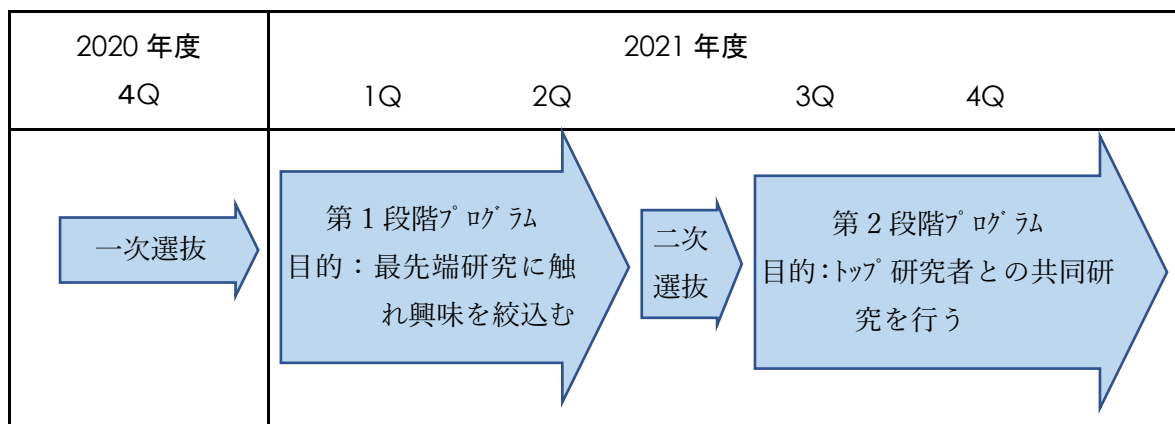 2020 年度
2021 年度
4Q
1Q
2Q
3Q
4Q
一次選抜
第 1 段階ﾌﾟﾛｸﾞﾗﾑ
目的：最先端研究に触
れ興味を絞込む
二次
選抜
第 2 段階ﾌﾟﾛｸﾞﾗﾑ
目的：ﾄｯﾌﾟ研究者との共同研
究を行う